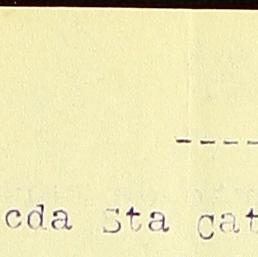 ----
cda sta cat